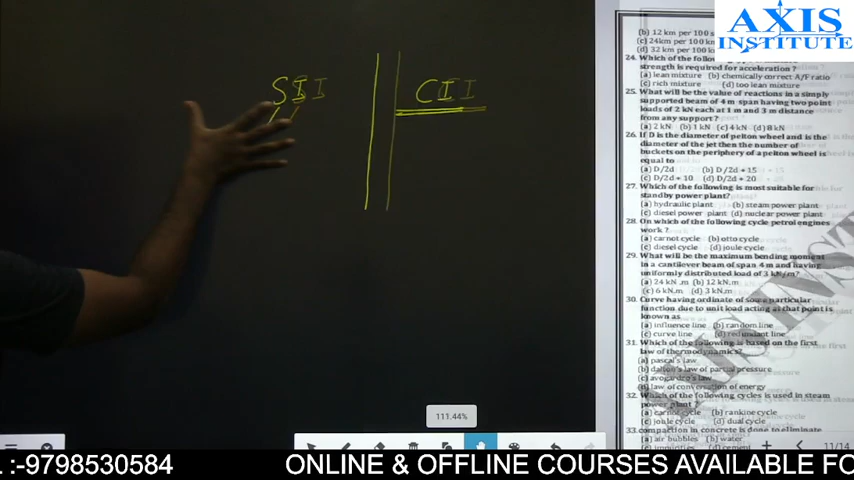 SI I
CI I
AXIS
INSTITUTE
(b) 12 km per 100 s
(c) 24km per 100 k
(d) 32 km per 100
24. Which of the follow
strength is required for acceleration ?
(a) lean mixture (b) chemically correct A/F ratio
(c) rich mixture (d) too lean mixture
25. What will be the value of reactions in a simply
supported beam of 4 m span having two point
loads of 2 kN each at 1 m and 3 m distance
from any support ?
(a) 2 kN (b) 1 kN (c) 4 kN (d) 8 kN
26. If D is the diameter of pelton wheel and is the
diameter of the jet then the number of
buckets on the periphery of a pelton wheel is
equal to
(a) D/2d (b) D/2d + 15
(c) D/2d + 10 (d) D/2d + 20
27. Which of the following is most suitable for
standby power plant?
(a) hydraulic plant (b) steam power plant
(c) diesel power plant (d) nuclear power plant
28. On which of the following cycle petrol engines
work ?
(a) carnot cycle (b) otto cycle
(c) diesel cycle (d) joule cycle
29. What will be the maximum bending moment
in a cantilever beam of span 4 m and having
uniformly distributed load of 3 kN/m?
(a) 24 kN.m (b) 12 kN.m
(c) 6 kN.m (d) 3 kN.m
30. Curve having ordinate of some particular
function due to unit load acting as that point is
known as
(a) influence line (b) random line
(c) curve line (d) redundant line
31. Which of the following is based on the first
law of thermodynamics?
(a) pascal's law
(b) dalton's law of partial pressure
(c) avogadro's law
(d) law of conversation of energy
32. Which of the following cycles is used in steam
power plant
(a) carnot cycle (b) rankine cycle
(c) joule cycle (d) dual cycle
33. compaction in concrete is done to eliminate
(a) air bubbles (b) water
(c) impurities (d) cement
111.44%
11/14
L :-9798530584
ONLINE & OFFLINE COURSES AVAILABLE FO